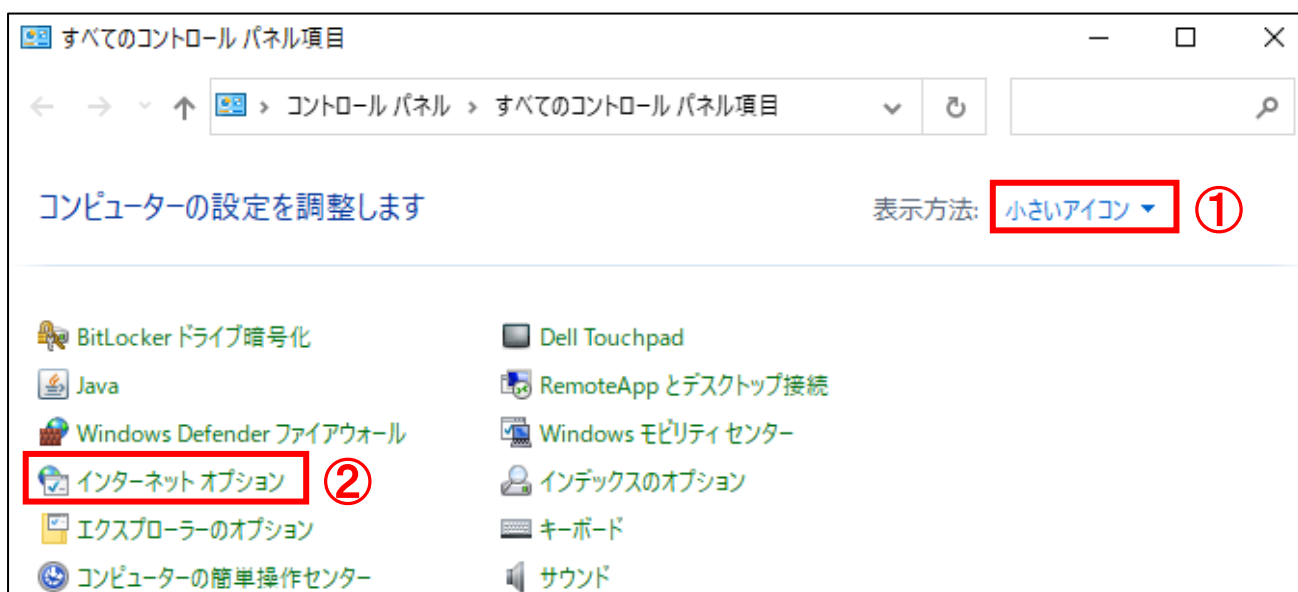 すべてのコントロール パネル項目
コントロール パネル › すべてのコントロール パネル項目
コンピューターの設定を調整します
表示方法: 小さいアイコン ①
BitLocker ドライブ暗号化
Dell Touchpad
Java
RemoteApp とデスクトップ接続
Windows Defender ファイアウォール
Windows モビリティ センター
インターネット オプション ②
インデックスのオプション
エクスプローラーのオプション
キーボード
コンピューターの簡単操作センター
サウンド